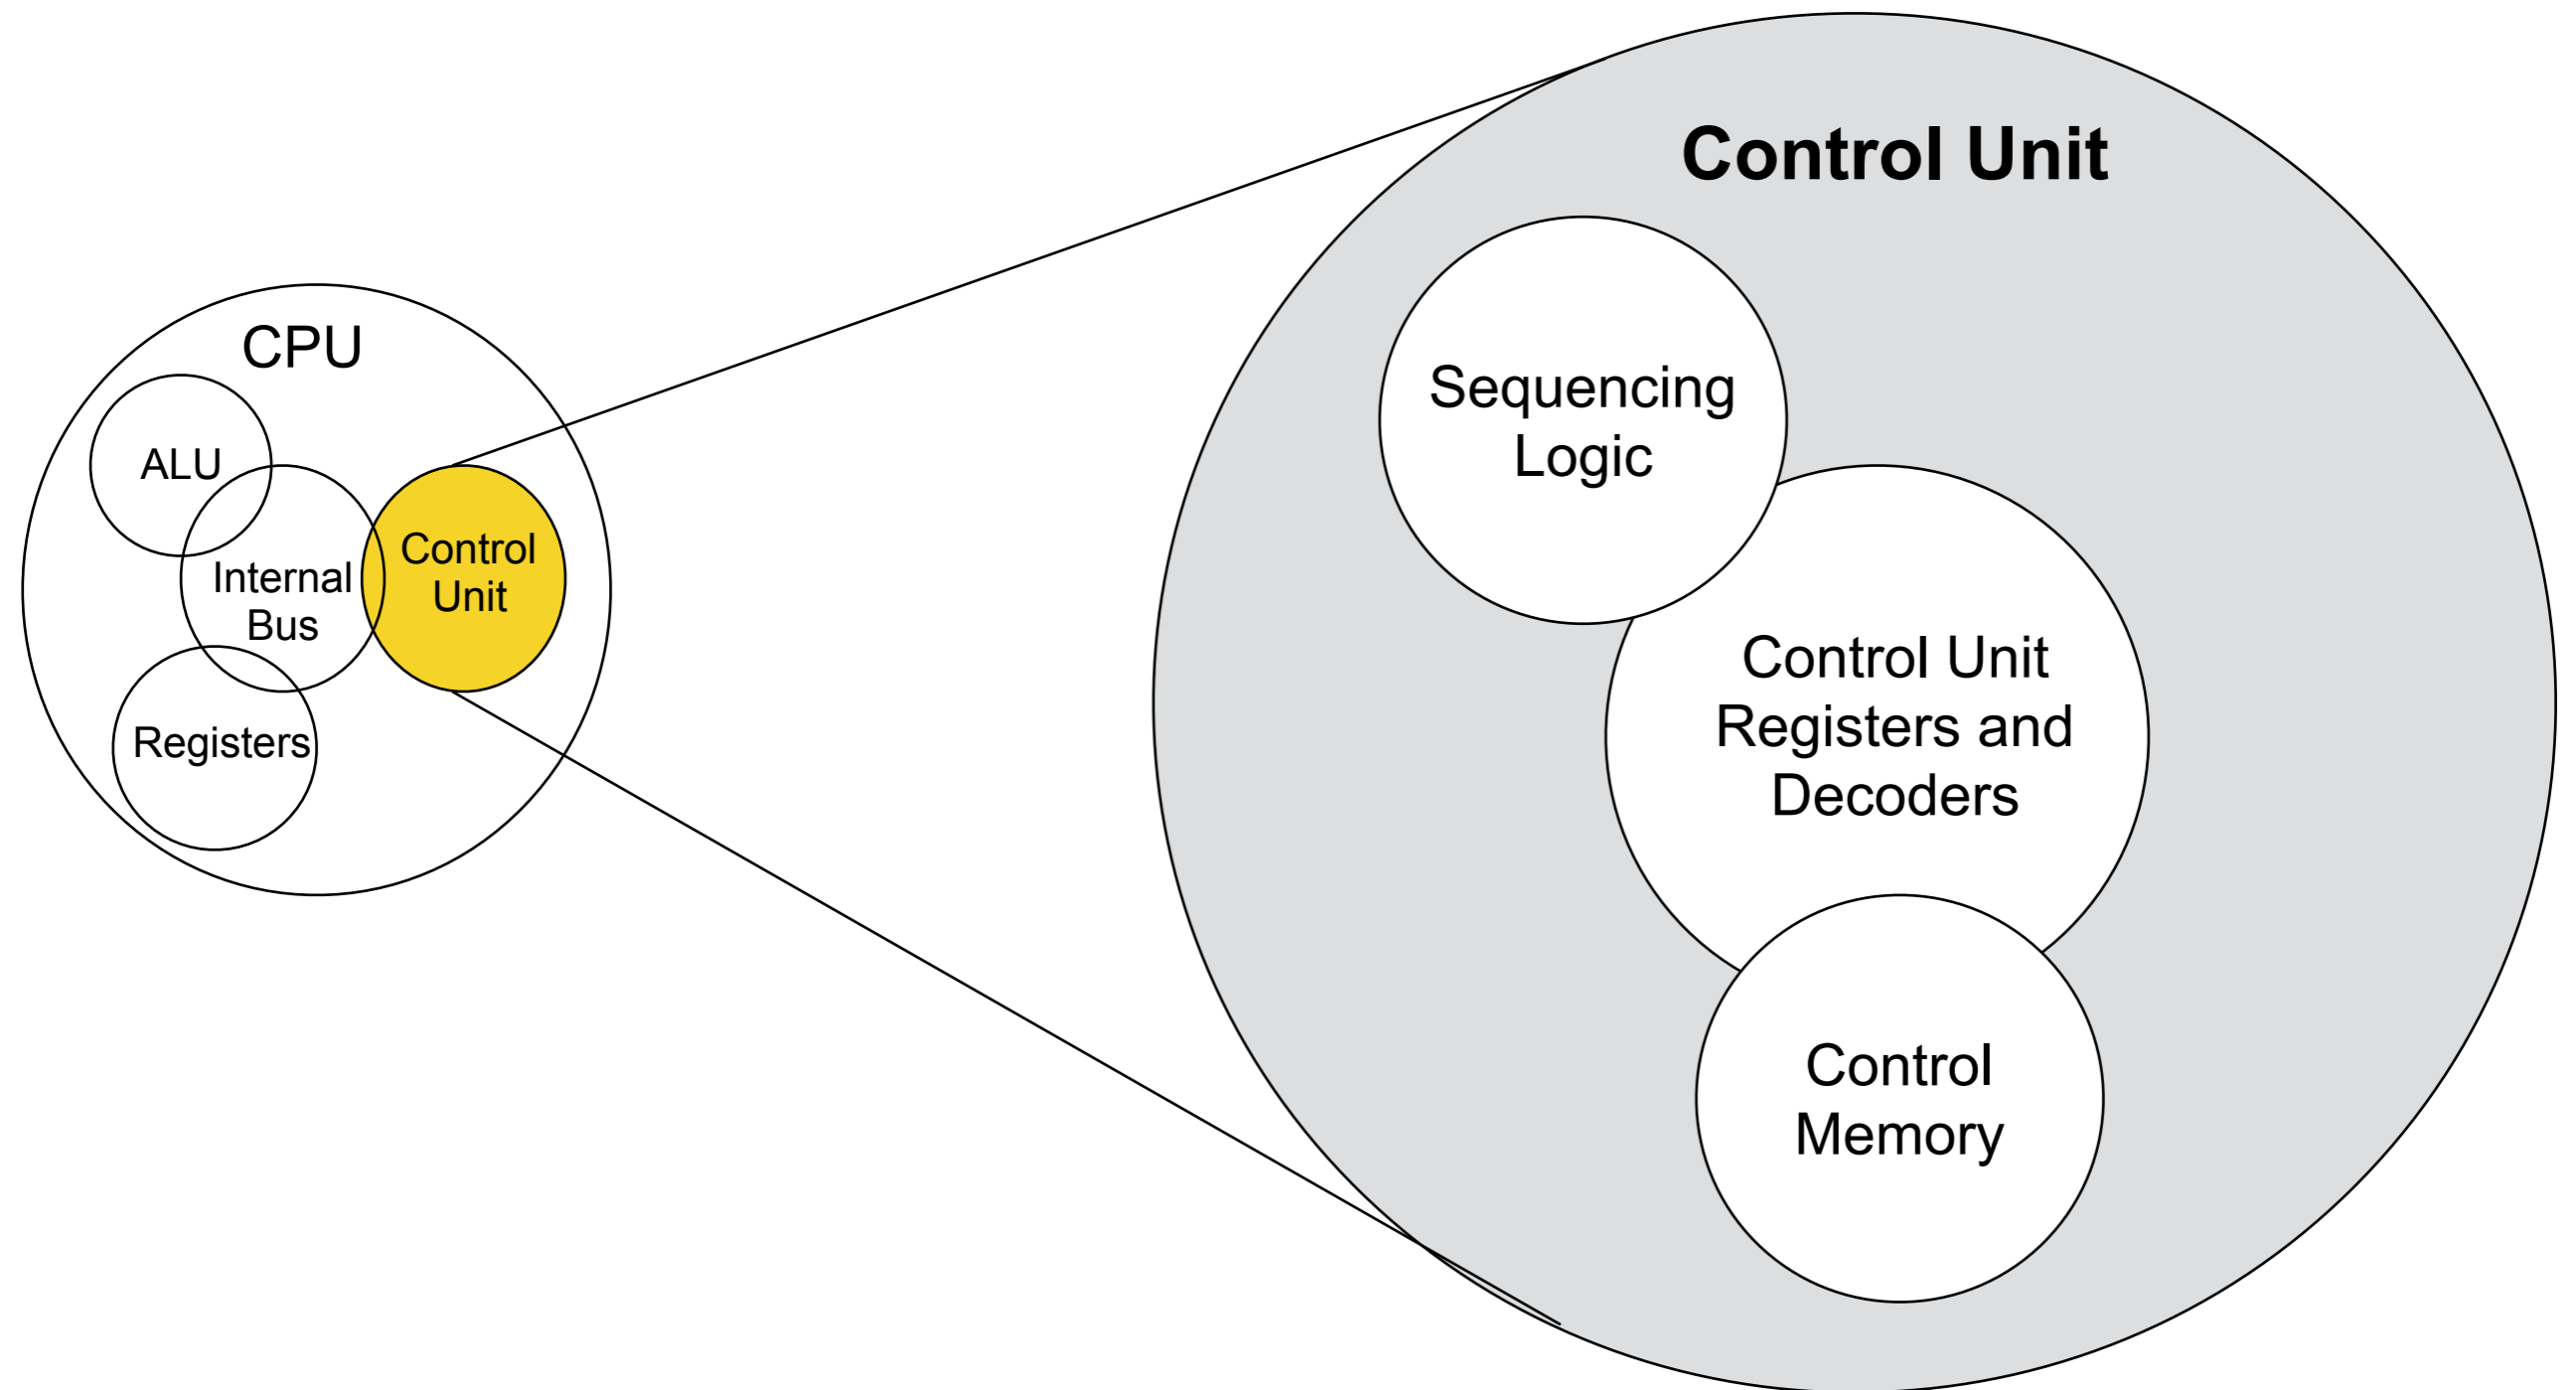 CPU
ALU
Internal
Bus
Control
Unit
Registers
Control Unit
Sequencing
Logic
Control Unit
Registers and
Decoders
Control
Memory